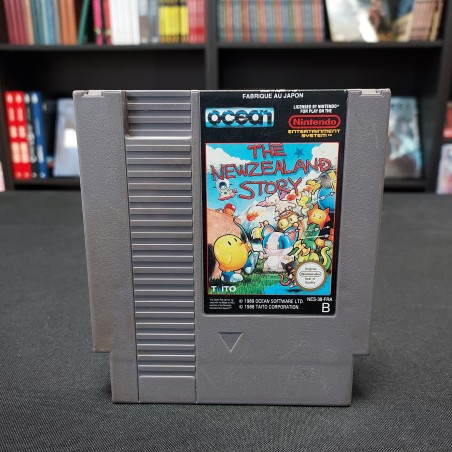 FABRIQUE AU JAPON
ocean
LICENSED BY NINTENDO
FOR PLAY ON THE
Nintendo
ENTERTAINMENT
SYSTEM™
THE
NEWZEALAND
STORY
TAITO
© 1989 OCEAN SOFTWARE LTD.
© 1988 TAITO CORPORATION.
NES-38-FRA
B